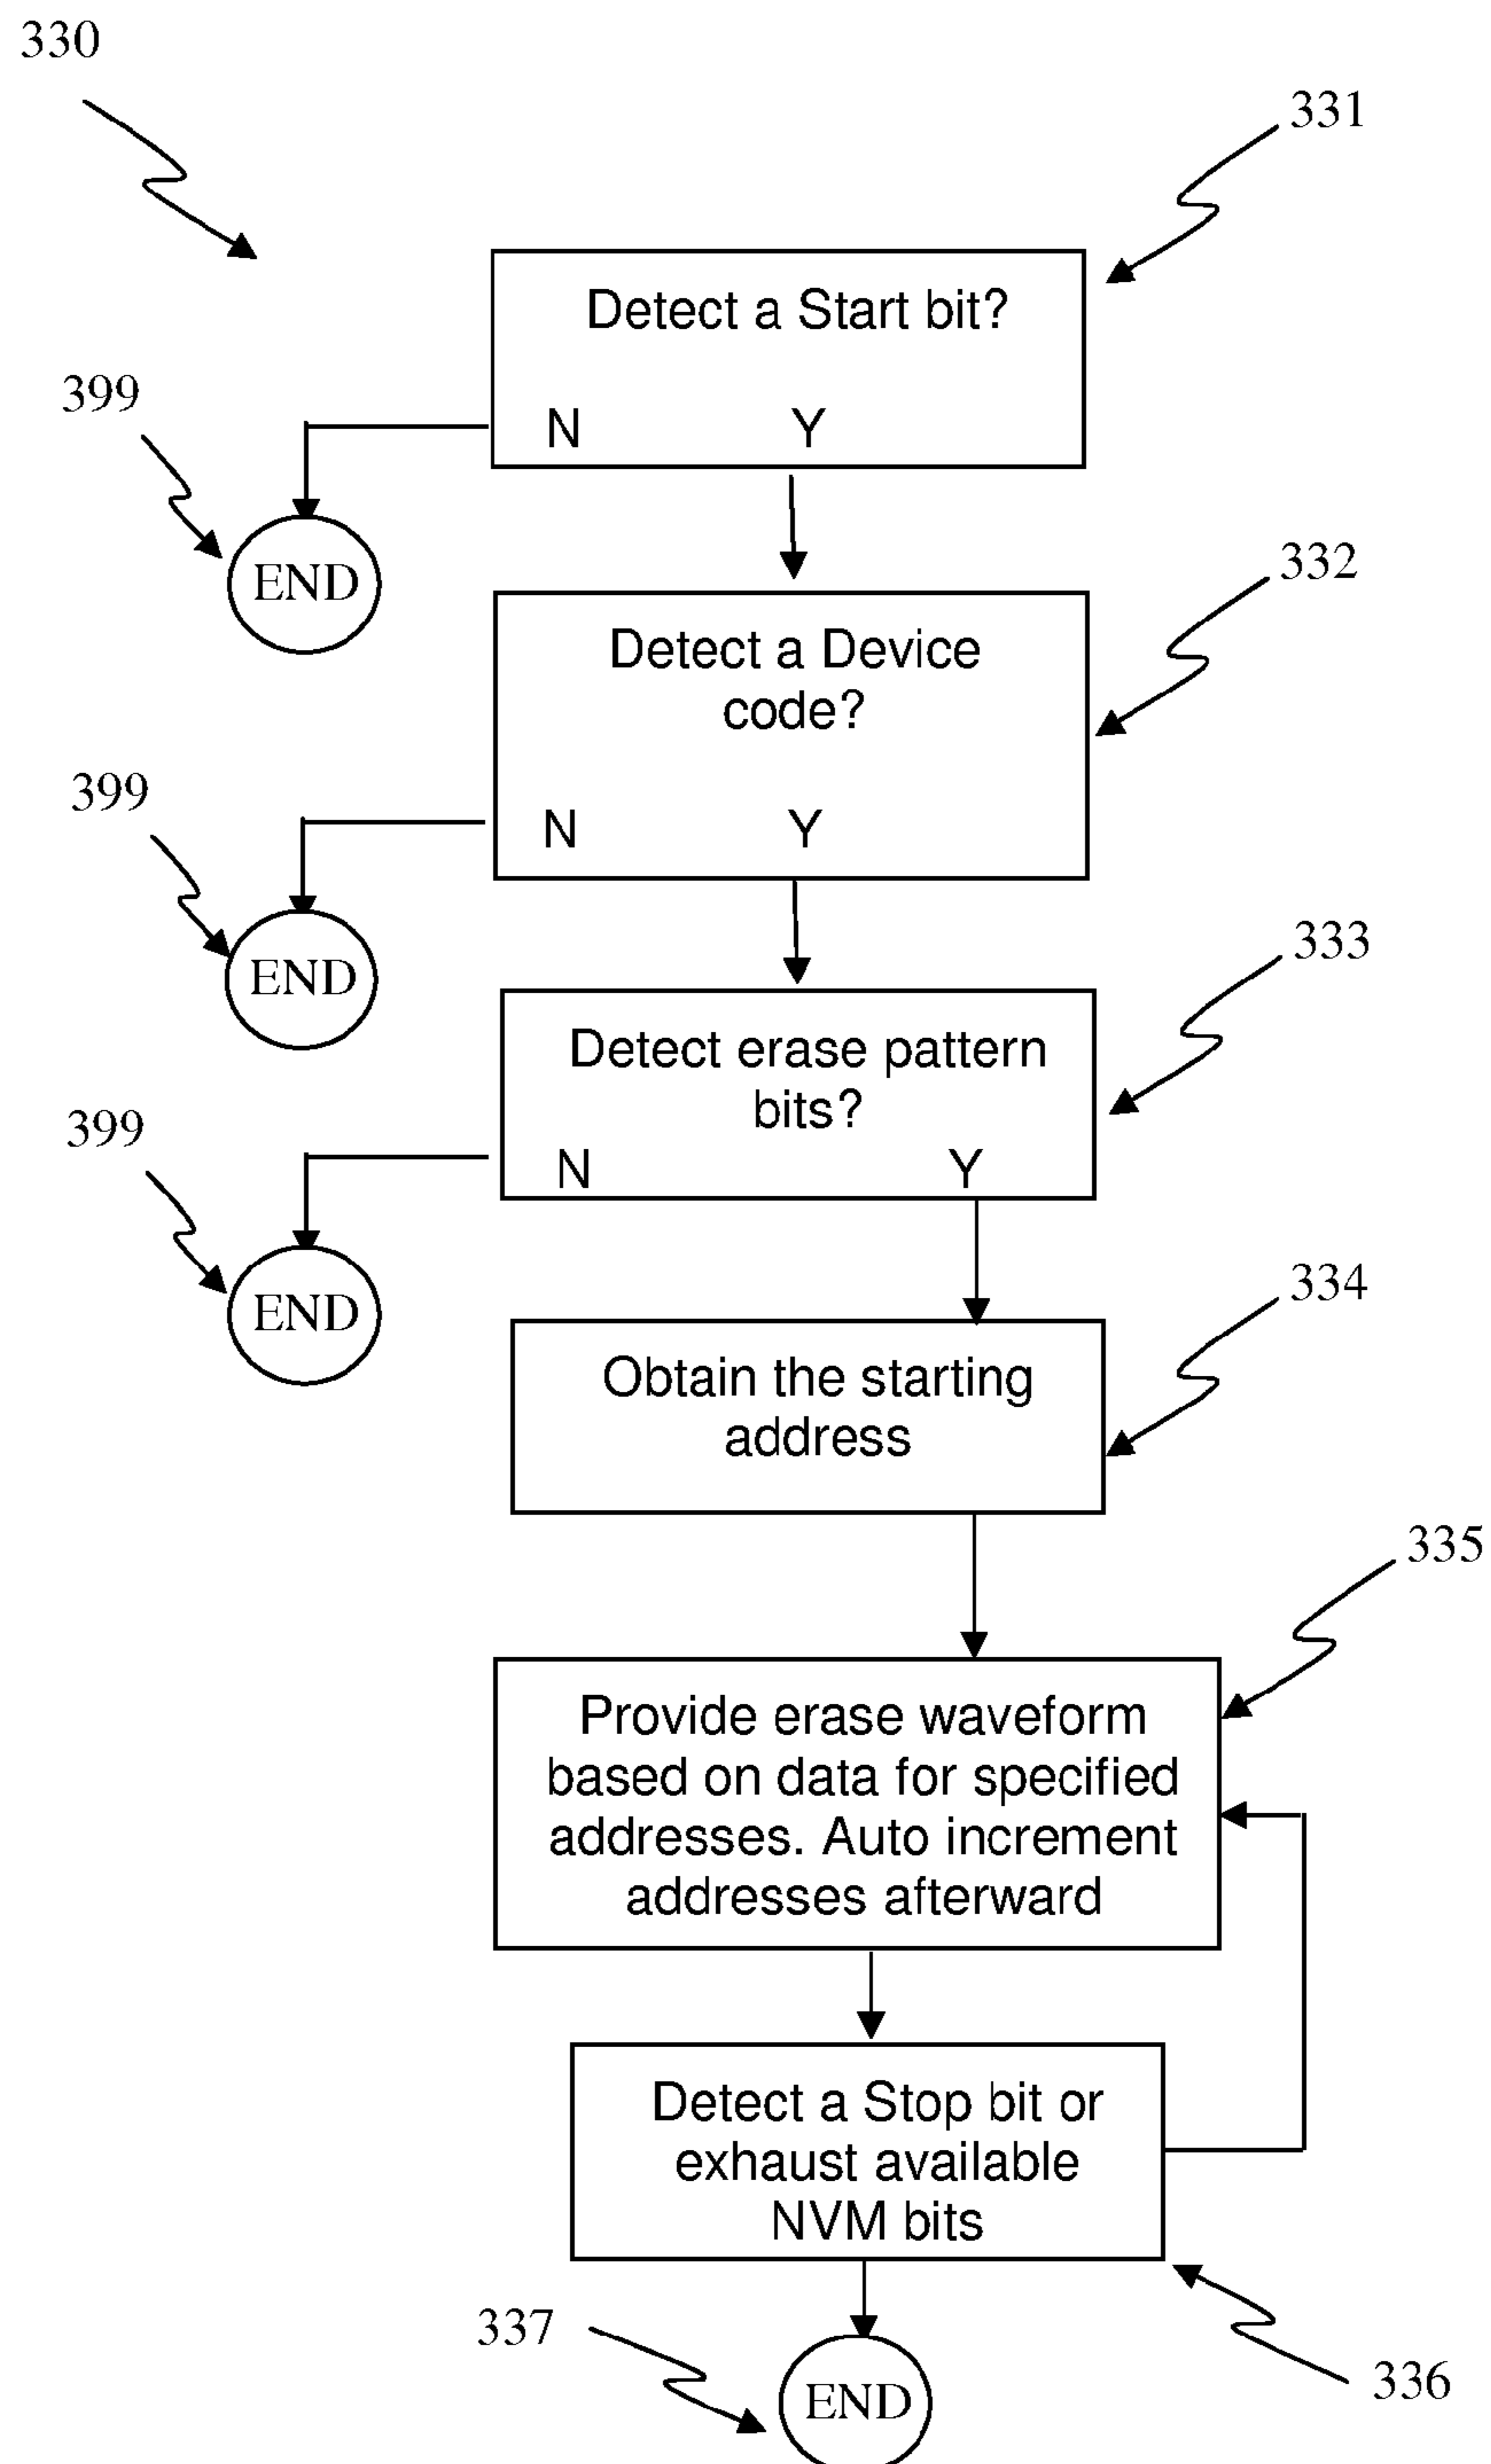 330
331
Detect a Start bit?
N Y
399
END
332
Detect a Device
code?
N Y
399
END
333
Detect erase pattern
bits?
N Y
399
END
334
Obtain the starting
address
335
Provide erase waveform
based on data for specified
addresses. Auto increment
addresses afterward
Detect a Stop bit or
exhaust available
NVM bits
337
END
336